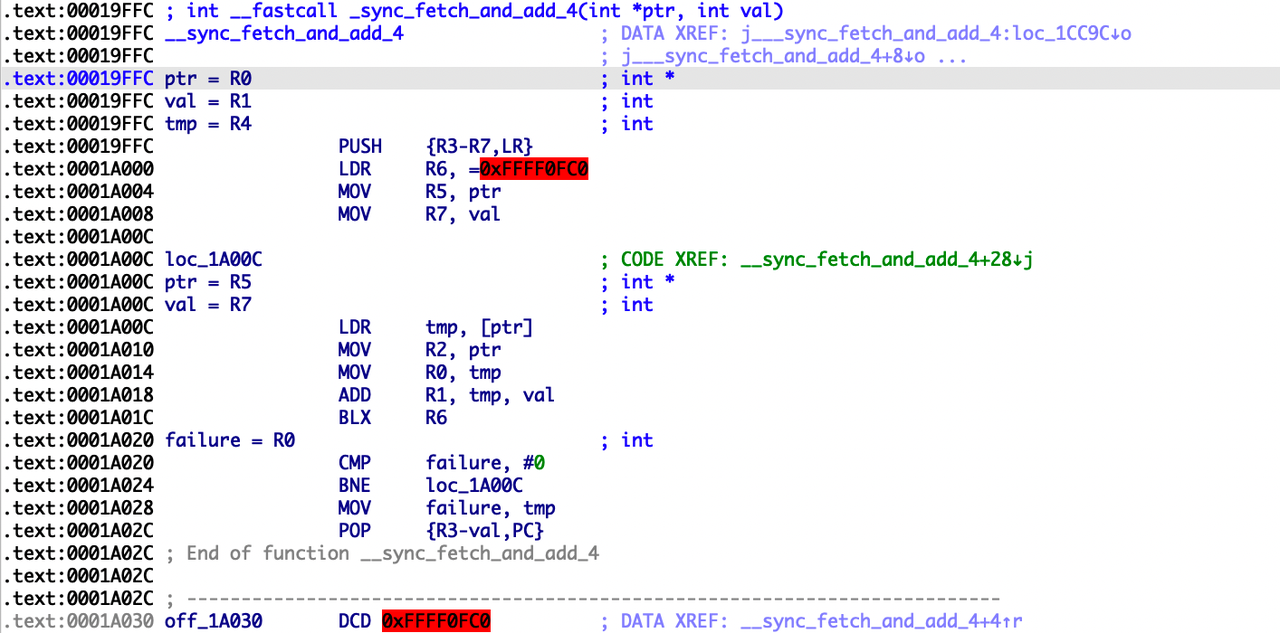 .text:00019FFC ; int __fastcall _sync_fetch_and_add_4(int *ptr, int val)
.text:00019FFC __sync_fetch_and_add_4 ; DATA XREF: j___sync_fetch_and_add_4:loc_1CC9C↓o
.text:00019FFC ; j___sync_fetch_and_add_4+8↓o ...
.text:00019FFC ptr = R0 ; int *
.text:00019FFC val = R1 ; int
.text:00019FFC tmp = R4 ; int
.text:00019FFC PUSH {R3-R7,LR}
.text:0001A000 LDR R6, =0xFFFF0FC0
.text:0001A004 MOV R5, ptr
.text:0001A008 MOV R7, val
.text:0001A00C
.text:0001A00C loc_1A00C ; CODE XREF: __sync_fetch_and_add_4+28↓j
.text:0001A00C ptr = R5 ; int *
.text:0001A00C val = R7 ; int
.text:0001A00C LDR tmp, [ptr]
.text:0001A010 MOV R2, ptr
.text:0001A014 MOV R0, tmp
.text:0001A018 ADD R1, tmp, val
.text:0001A01C BLX R6
.text:0001A020 failure = R0 ; int
.text:0001A020 CMP failure, #0
.text:0001A024 BNE loc_1A00C
.text:0001A028 MOV failure, tmp
.text:0001A02C POP {R3-val,PC}
.text:0001A02C ; End of function __sync_fetch_and_add_4
.text:0001A02C
.text:0001A02C ; ---------------------------------------------------------------------------
.text:0001A030 off_1A030 DCD 0xFFFF0FC0 ; DATA XREF: __sync_fetch_and_add_4+4↑r